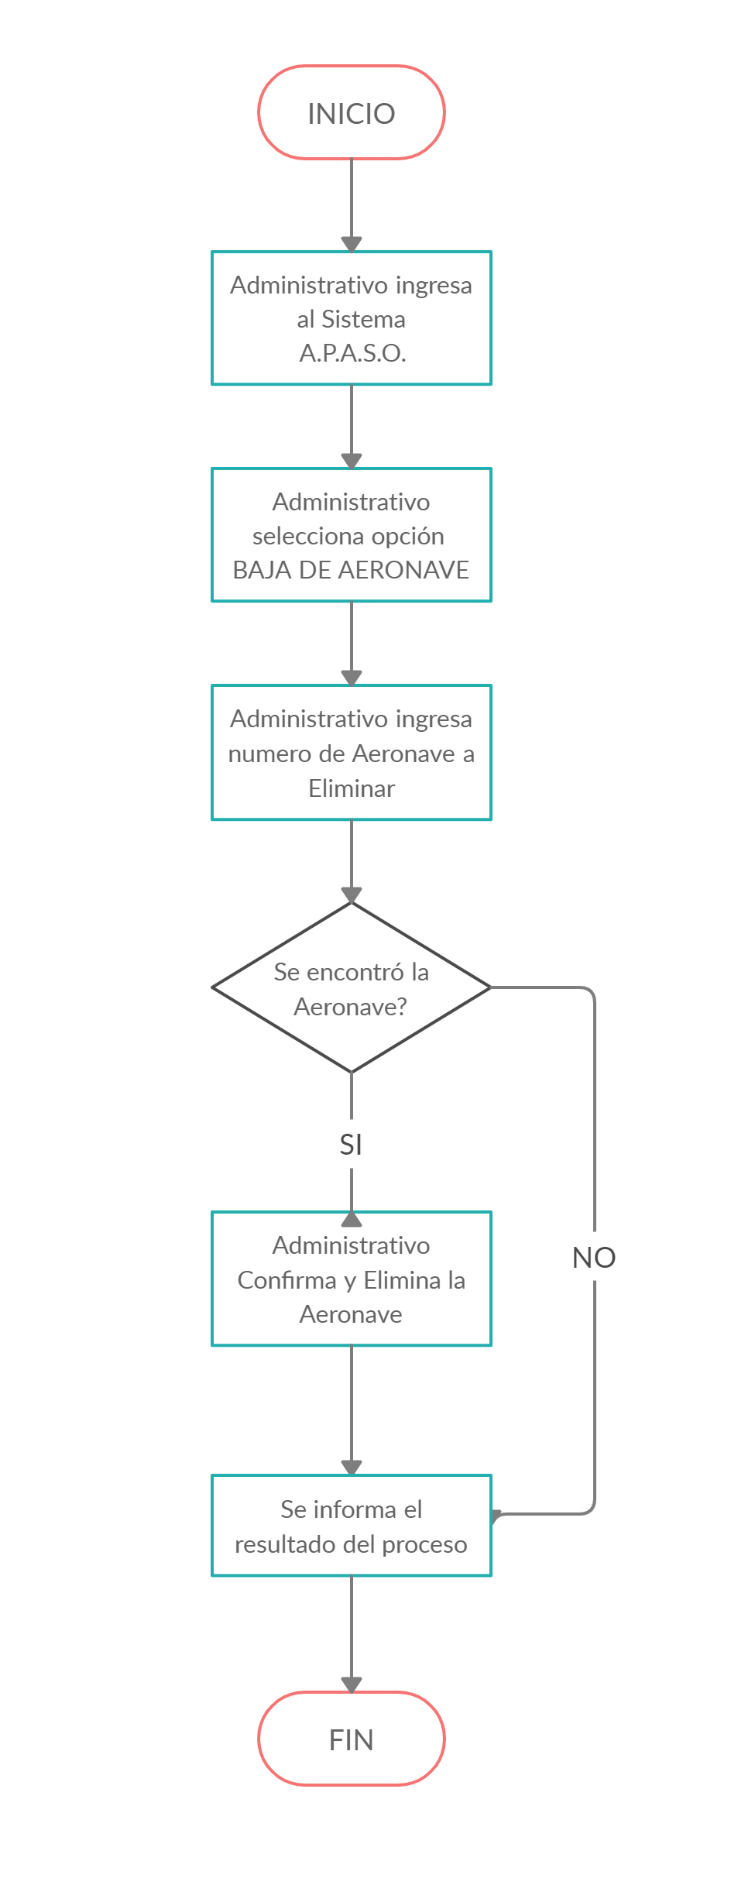 INICIO
Administrativo ingresa
al Sistema
A.P.A.S.O.
Administrativo
selecciona opción
BAJA DE AERONAVE
Administrativo ingresa
numero de Aeronave a
Eliminar
Se encontró la
Aeronave?
SI
Administrativo
Confirma y Elimina la
Aeronave
NO
Se informa el
resultado del proceso
FIN